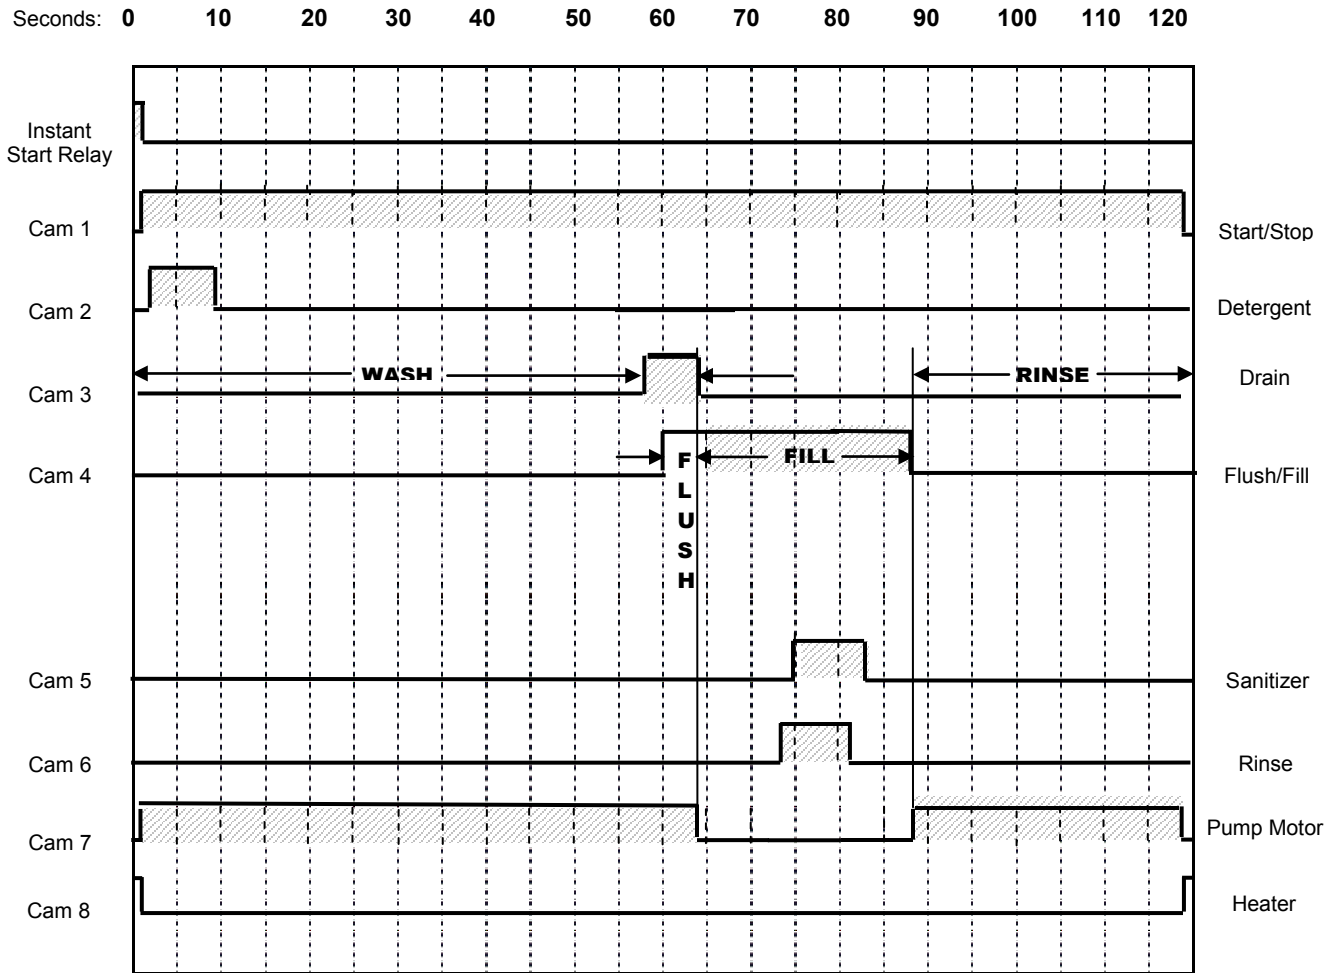 Seconds: 0 10 20 30 40 50 60 70 80 90 100 110 120
Instant
Start Relay
Cam 1
Start/Stop
Cam 2
Detergent
WASH
RINSE
Cam 3
Drain
FILL
Cam 4
Flush/Fill
F
L
U
S
H
Cam 5
Sanitizer
Cam 6
Rinse
Cam 7
Pump Motor
Cam 8
Heater